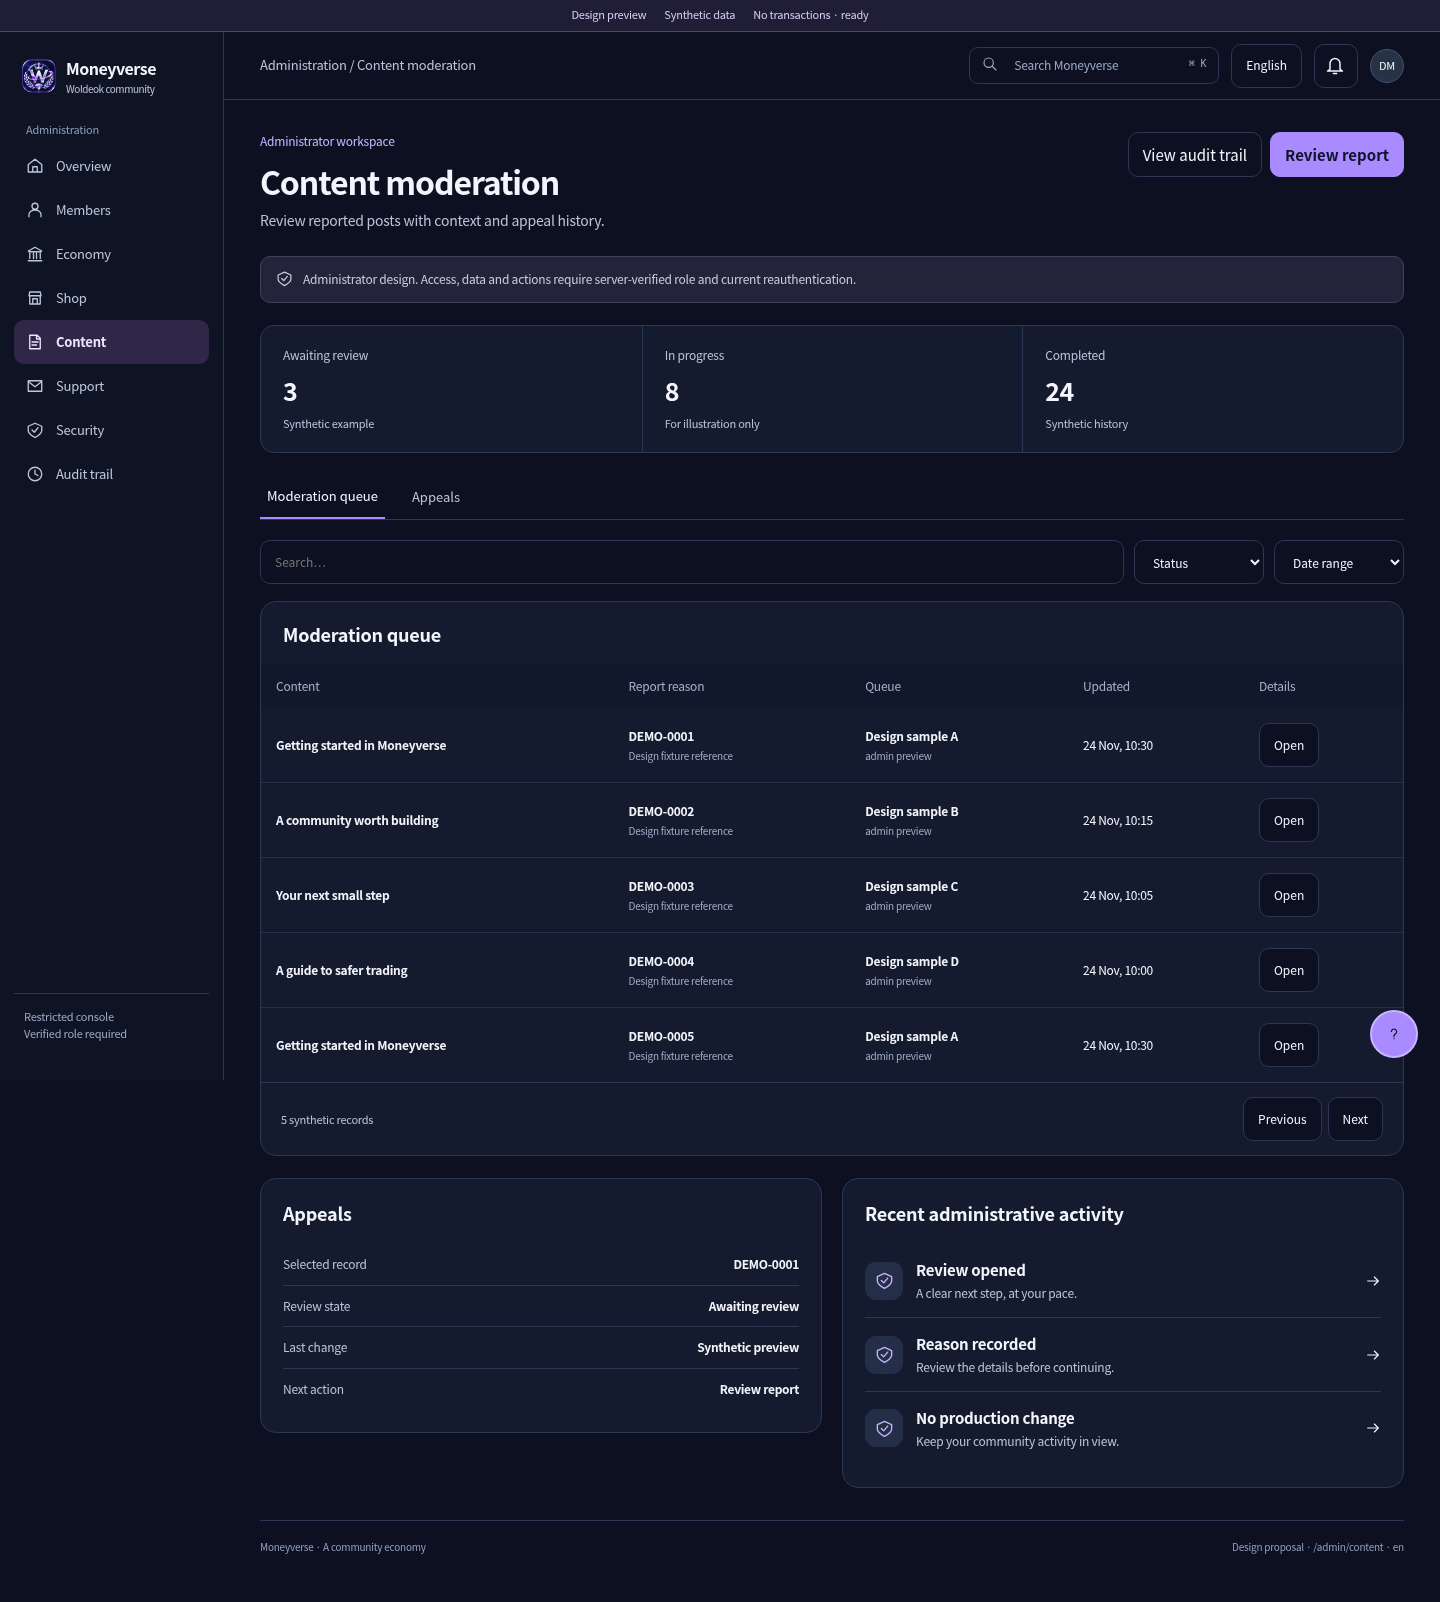 Design preview Synthetic data No transactions · ready
Moneyverse
Woldeok community
Administration
Overview
Members
Economy
Shop
Content
Support
Security
Audit trail
Restricted console
Verified role required
Administration / Content moderation
Search Moneyverse ⌘ K
English
DM
Administrator workspace
Content moderation
Review reported posts with context and appeal history.
View audit trail
Review report
Administrator design. Access, data and actions require server-verified role and current reauthentication.
Awaiting review
3
Synthetic example
In progress
8
For illustration only
Completed
24
Synthetic history
Moderation queue
Appeals
Search…
Status
Date range
Moderation queue
Content Report reason Queue Updated Details
Getting started in Moneyverse DEMO-0001 Design sample A 24 Nov, 10:30 Open
Design fixture reference admin preview
A community worth building DEMO-0002 Design sample B 24 Nov, 10:15 Open
Design fixture reference admin preview
Your next small step DEMO-0003 Design sample C 24 Nov, 10:05 Open
Design fixture reference admin preview
A guide to safer trading DEMO-0004 Design sample D 24 Nov, 10:00 Open
Design fixture reference admin preview
Getting started in Moneyverse DEMO-0005 Design sample A 24 Nov, 10:30 Open
Design fixture reference admin preview
?
5 synthetic records
Previous
Next
Appeals
Selected record DEMO-0001
Review state Awaiting review
Last change Synthetic preview
Next action Review report
Recent administrative activity
Review opened
A clear next step, at your pace.
Reason recorded
Review the details before continuing.
No production change
Keep your community activity in view.
Moneyverse · A community economy
Design proposal · /admin/content · en